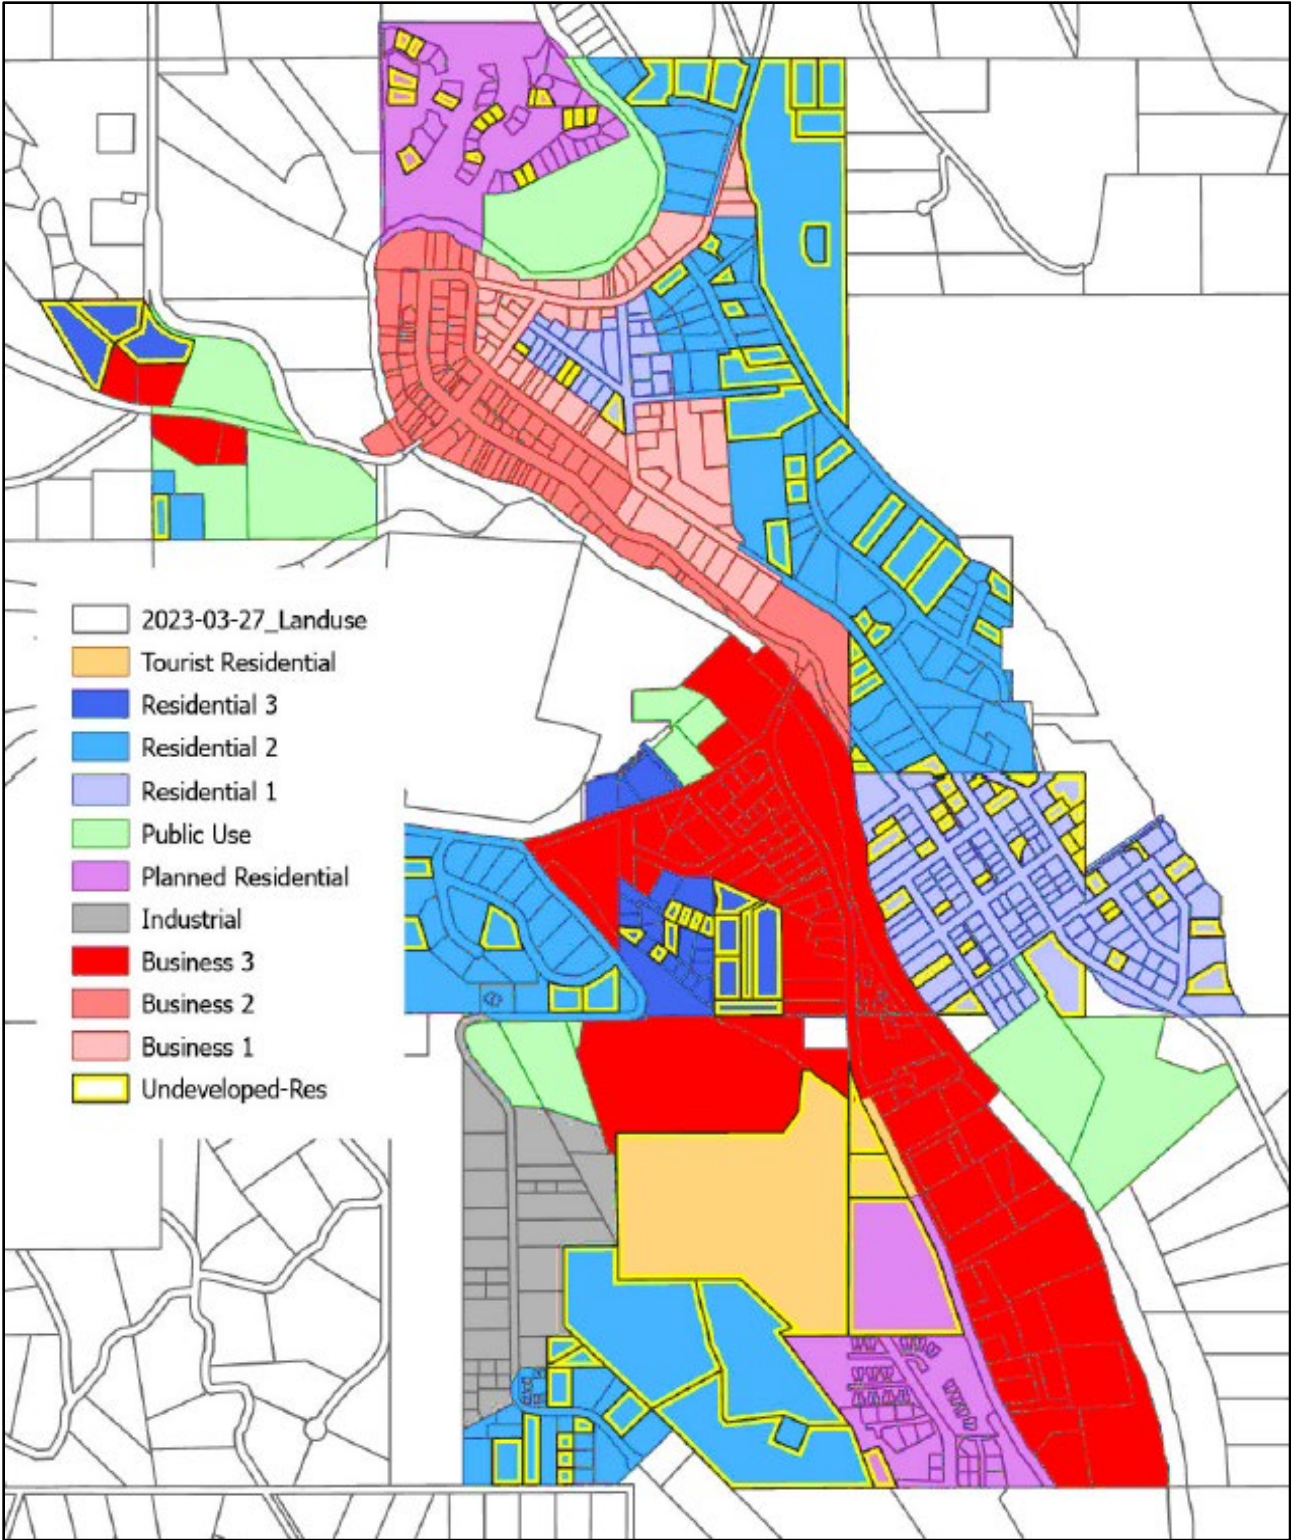 2023-03-27_Landuse
Tourist Residential
Residential 3
Residential 2
Residential 1
Public Use
Planned Residential
Industrial
Business 3
Business 2
Business 1
Undeveloped-Res